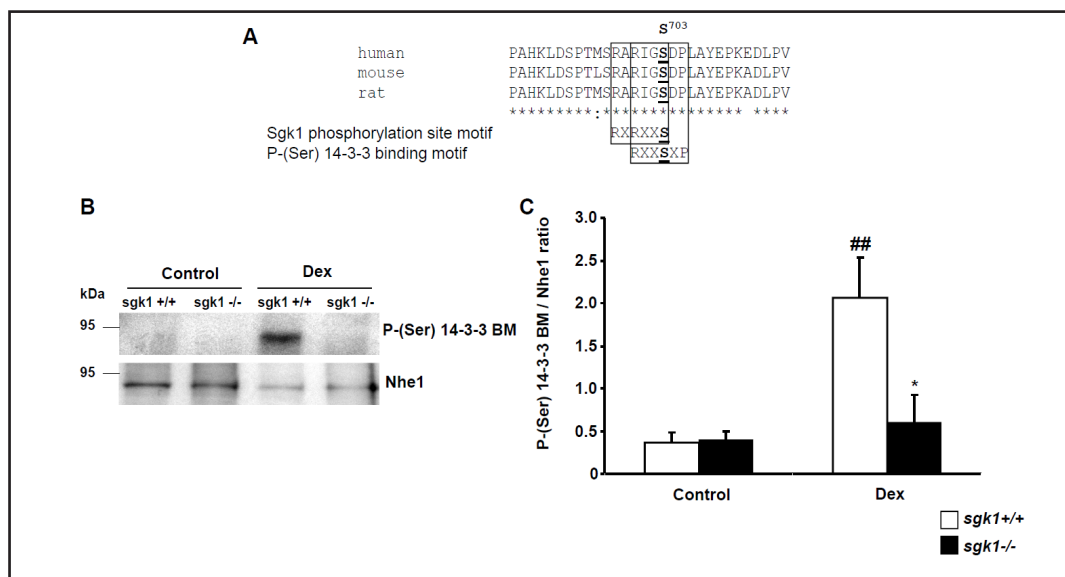 A
S703
human PAHKLDSPTMSRARIGSDPLAYEPKEDLPV
mouse PAHKLDSPTLSRARIGSDPLAYEPKADLPV
rat PAHKLDSPTMSRARIGSDPLAYEPKADLPV
*********:*************** ****
Sgk1 phosphorylation site motif RXRXXS
P-(Ser) 14-3-3 binding motif RXXSXP
B
Control Dex
kDa sgk1 +/+ sgk1 -/- sgk1 +/+ sgk1 -/-
95 P-(Ser) 14-3-3 BM
95 Nhe1
C
P-(Ser) 14-3-3 BM / Nhe1 ratio
3.0
2.5
2.0
1.5
1.0
0.5
0
##
*
Control Dex
sgk1+/+
sgk1-/-